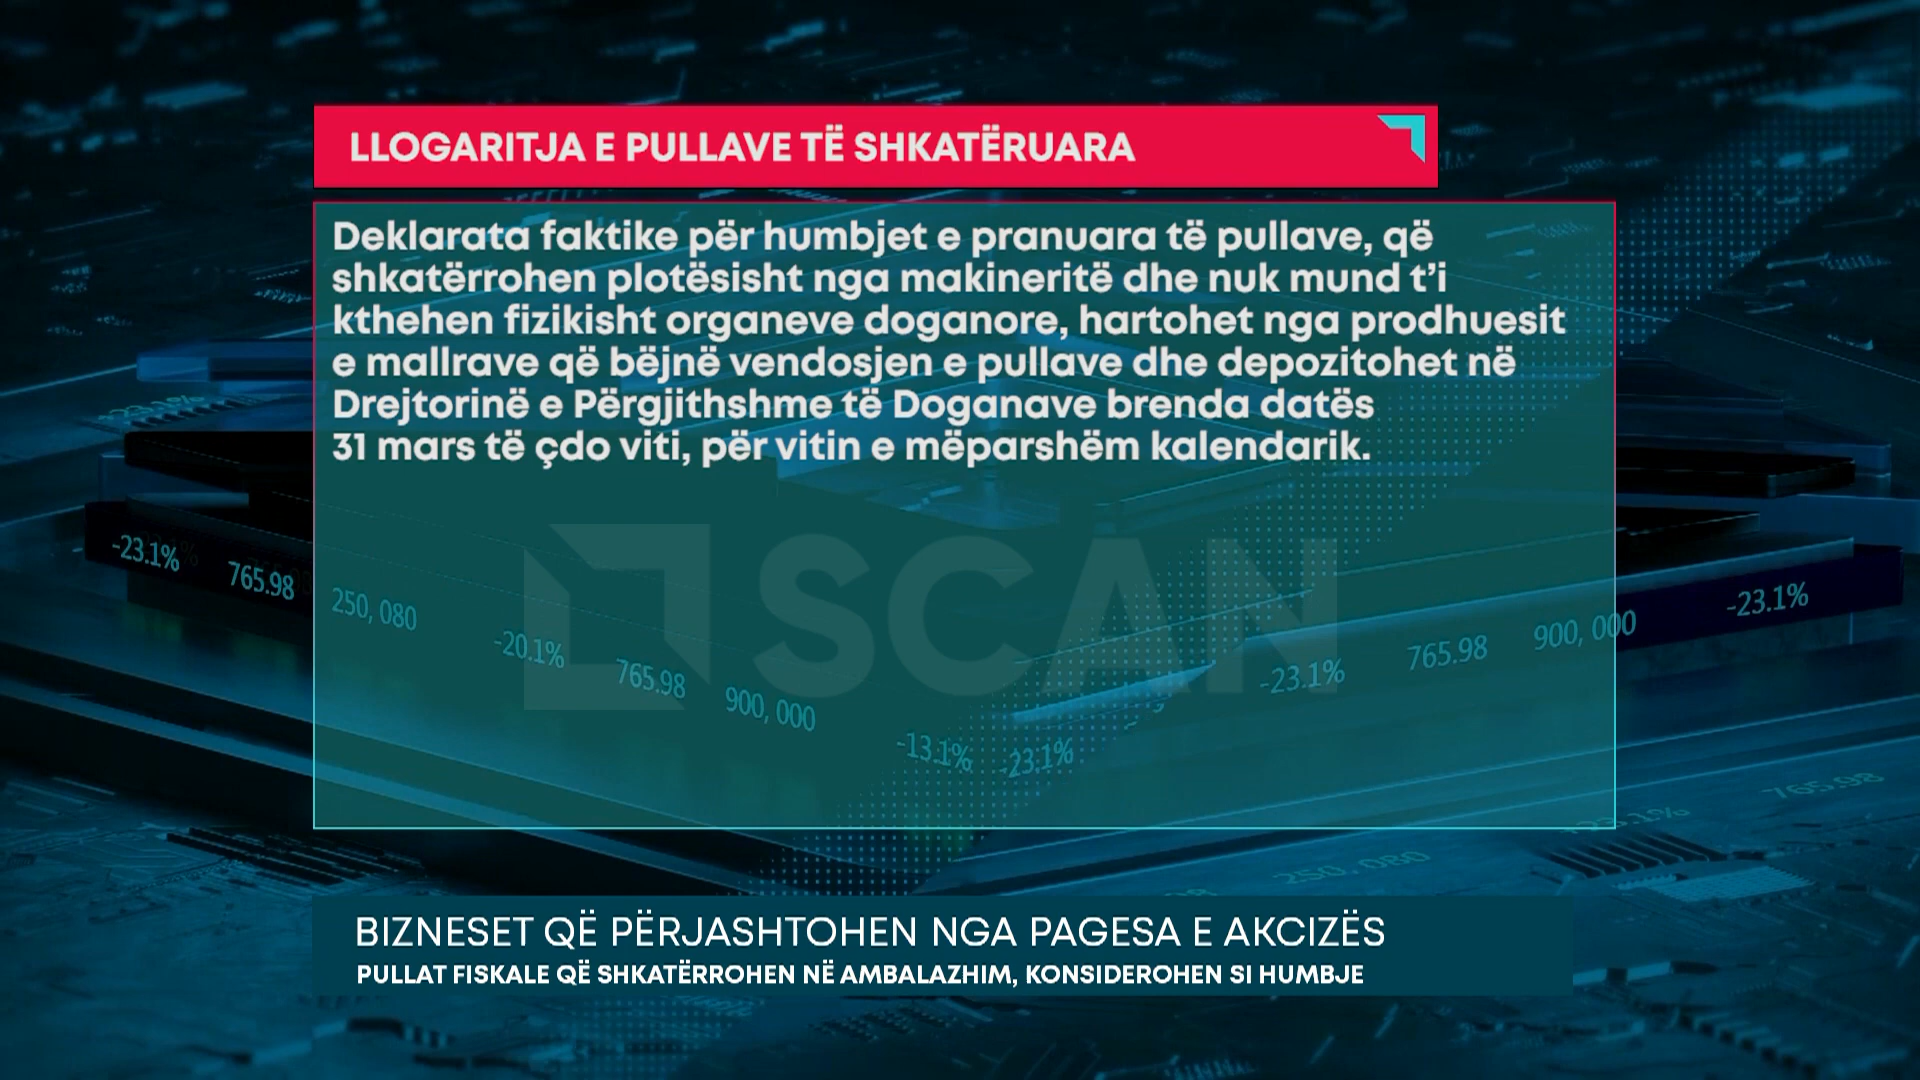 LLOGARITJA E PULLAVE TË SHKATËRUARA
Deklarata faktike për humbjet e pranuara të pullave, që
shkatërrohen plotësisht nga makineritë dhe nuk mund t’i
kthehen fizikisht organeve doganore, hartohet nga prodhuesit
e mallrave që bëjnë vendosjen e pullave dhe depozitohet në
Drejtorinë e Përgjithshme të Doganave brenda datës
31 mars të çdo viti, për vitin e mëparshëm kalendarik.
SCAN
-23.1%
765.98
250, 080
-20.1%
765.98
900, 000
-13.1%
-23.1%
-23.1%
765.98
900, 000
-23.1%
765.98
250, 080
BIZNESET QË PËRJASHTOHEN NGA PAGESA E AKCIZËS
PULLAT FISKALE QË SHKATËRROHEN NË AMBALAZHIM, KONSIDEROHEN SI HUMBJE